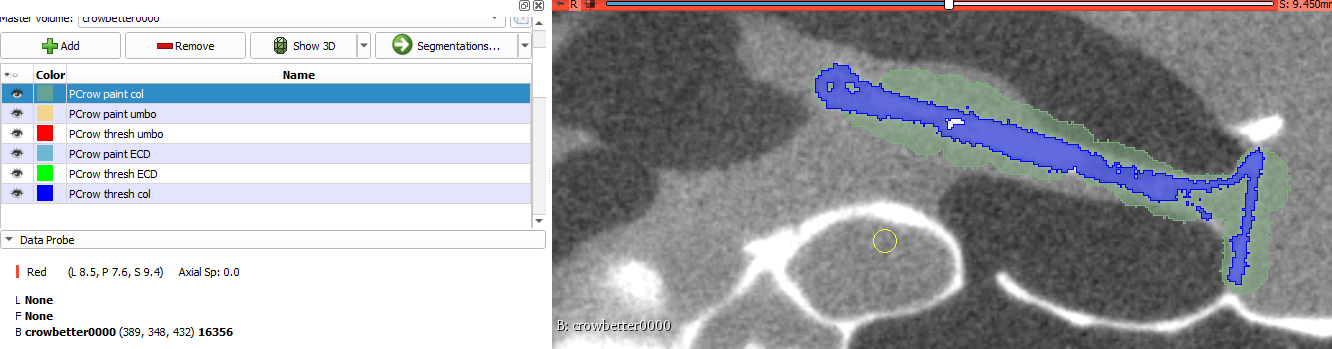 Master volume: crowbetter0000
Add Remove Show 3D Segmentations...
Color Name
PCrow paint col
PCrow paint umbo
PCrow thresh umbo
PCrow paint ECD
PCrow thresh ECD
PCrow thresh col
Data Probe
Red (L 8.5, P 7.6, S 9.4) Axial Sp: 0.0
L None
F None
B crowbetter0000 (389, 348, 432) 16356
R S: 9.450mm
B: crowbetter0000